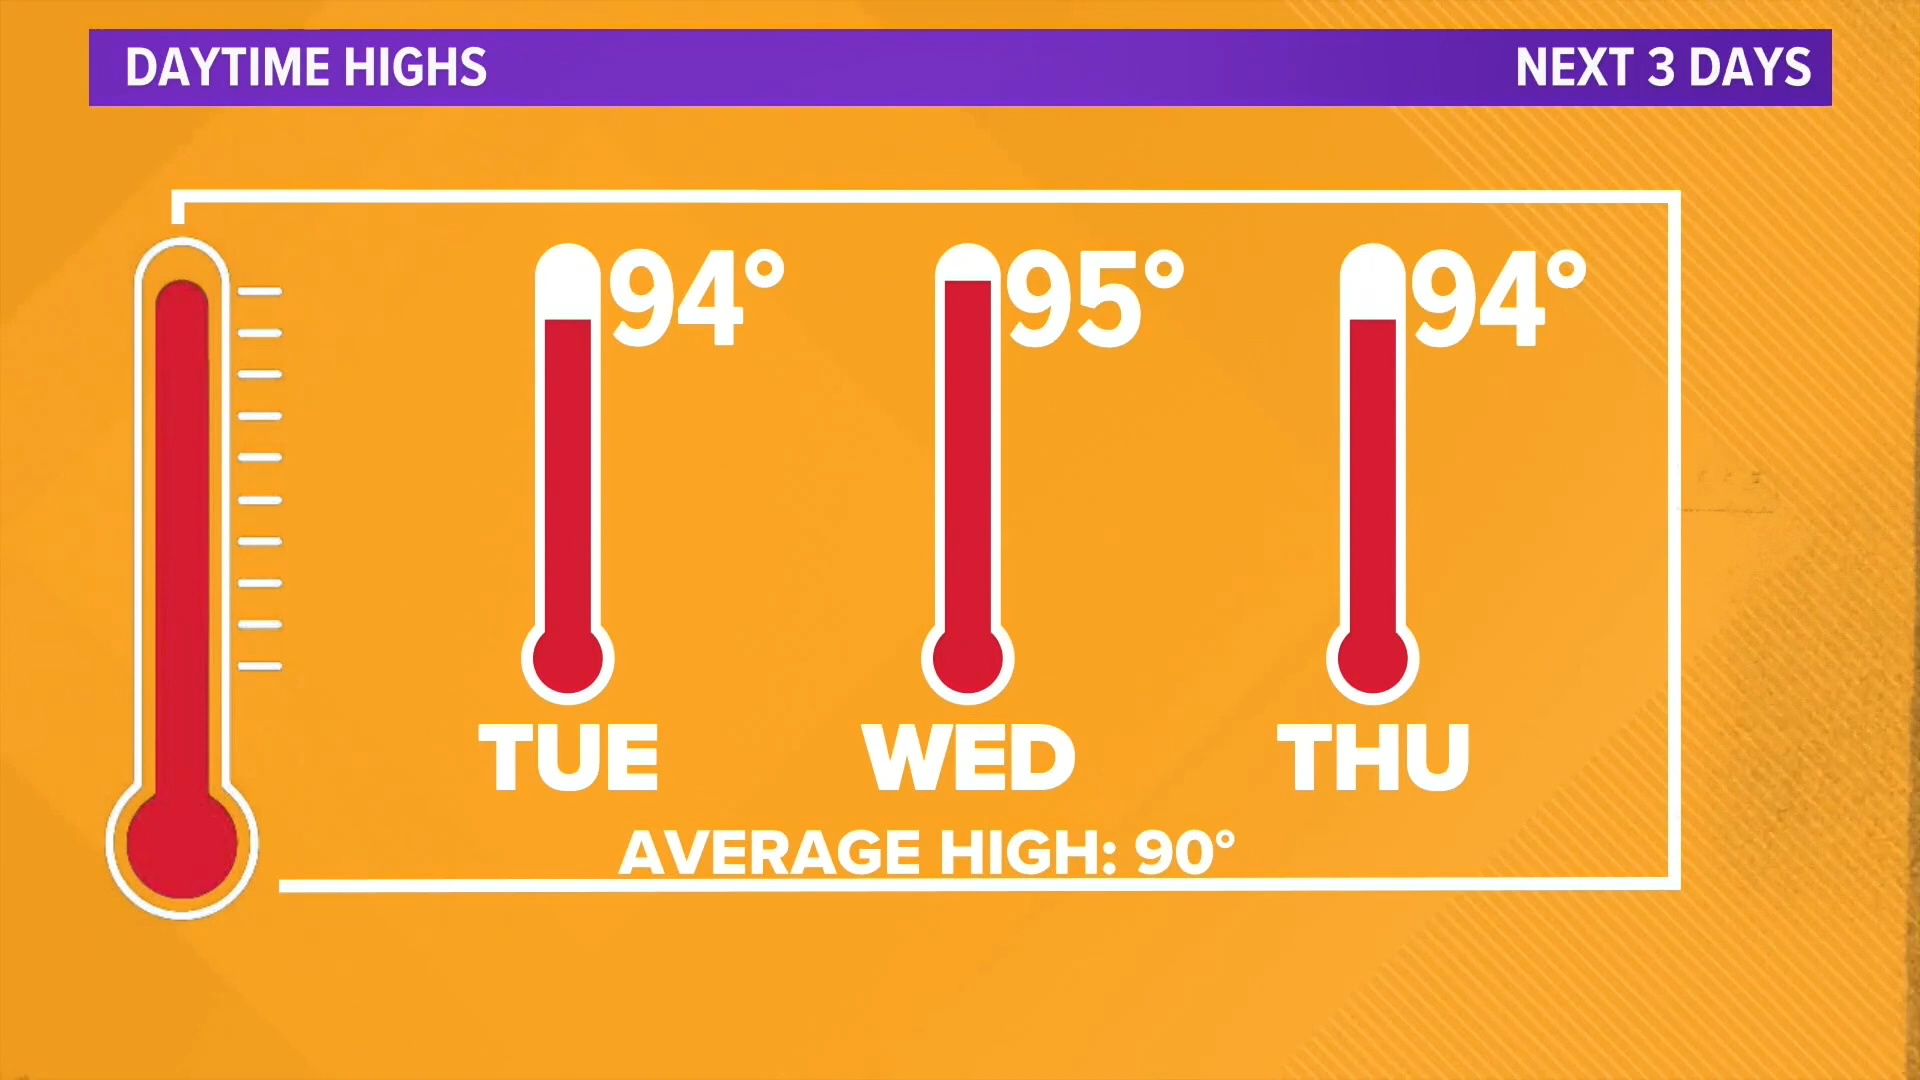 DAYTIME HIGHS
NEXT 3 DAYS
94°
95°
94°
TUE
WED
THU
AVERAGE HIGH: 90°